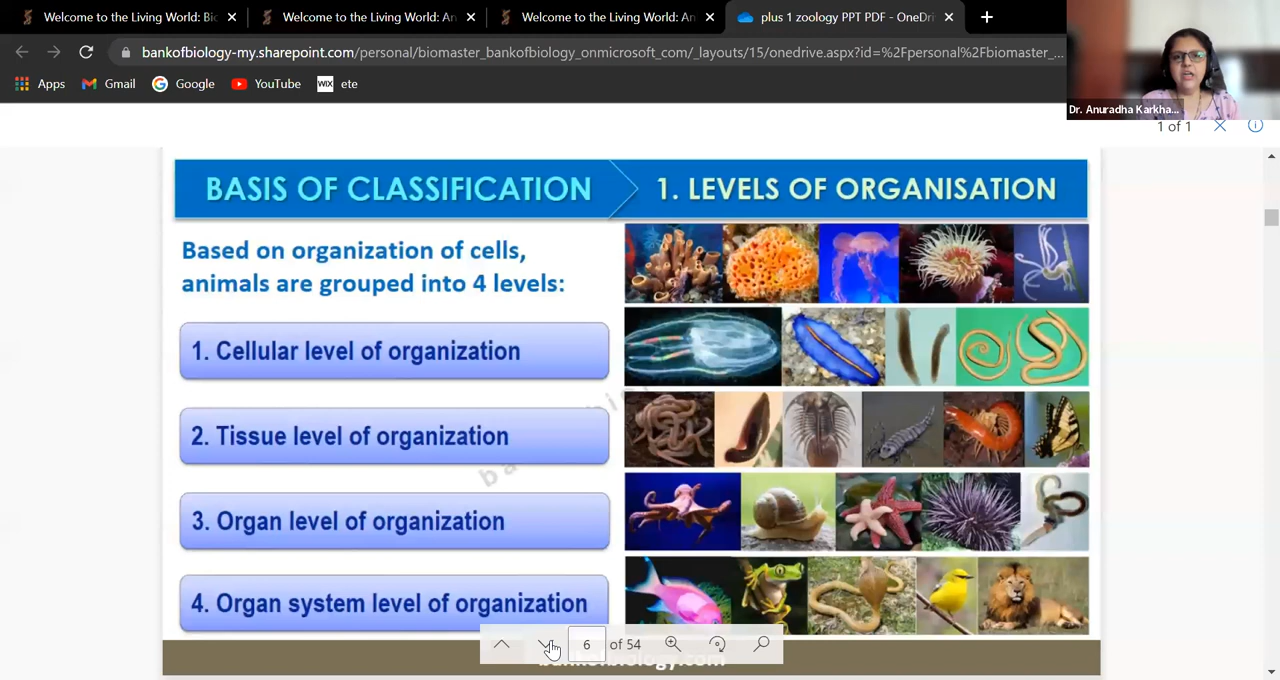 Welcome to the Living World: Bio
Welcome to the Living World: An
Welcome to the Living World: An
plus 1 zoology PPT PDF - OneDri
bankofbiology-my.sharepoint.com/personal/biomaster_bankofbiology_onmicrosoft_com/_layouts/15/onedrive.aspx?id=%2Fpersonal%2Fbiomaster_...
Apps
Gmail
Google
YouTube
WIX
ete
Dr. Anuradha Karkha...
1 of 1
BASIS OF CLASSIFICATION
1. LEVELS OF ORGANISATION
Based on organization of cells,
animals are grouped into 4 levels:
1. Cellular level of organization
2. Tissue level of organization
3. Organ level of organization
4. Organ system level of organization
6 of 54
bankofbiology.com